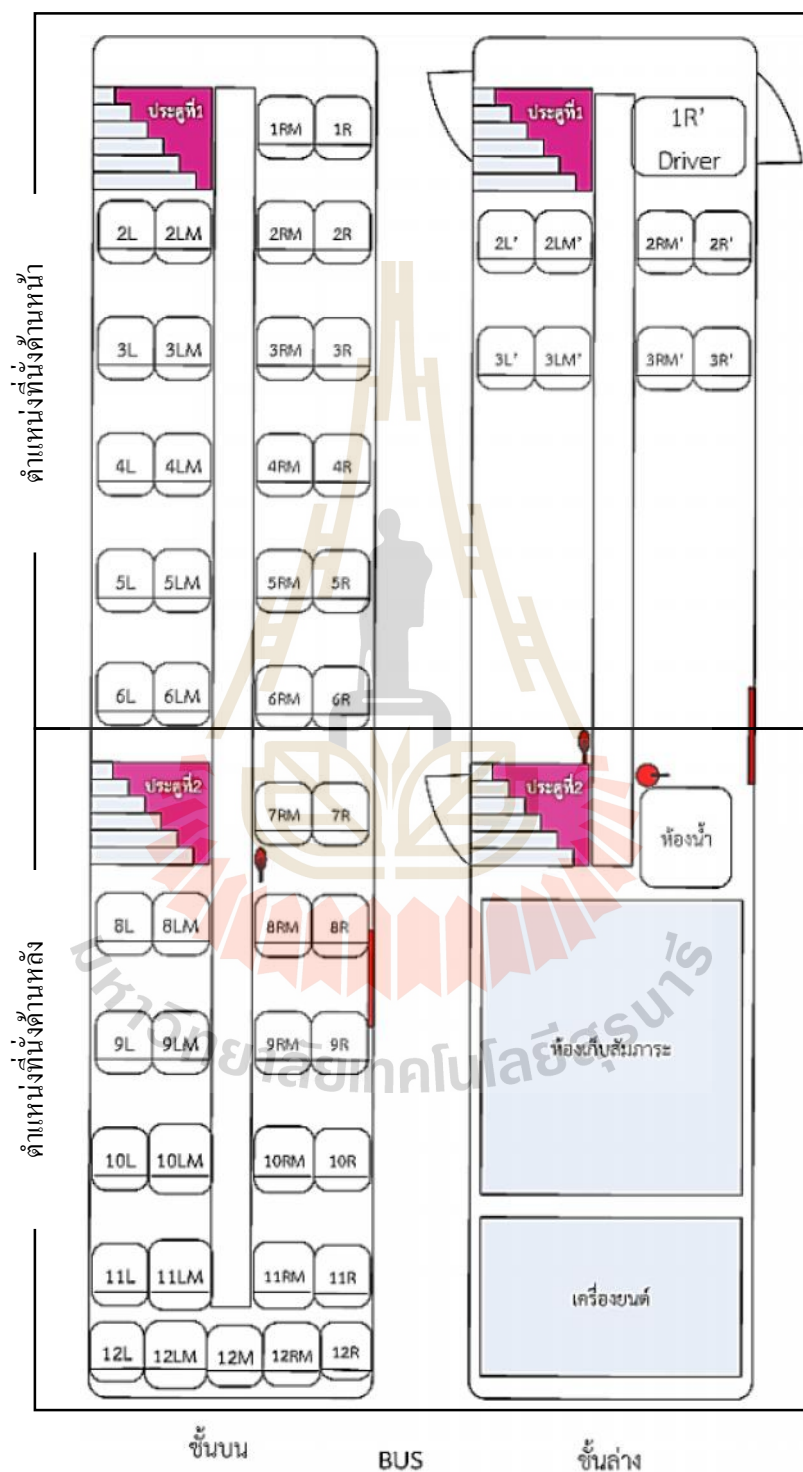 ประตูที่1
1RM 1R
2L 2LM 2RM 2R
3L 3LM 3RM 3R
4L 4LM 4RM 4R
5L 5LM 5RM 5R
6L 6LM 6RM 6R
ประตูที่2
7RM 7R
8L 8LM 8RM 8R
9L 9LM 9RM 9R
10L 10LM 10RM 10R
11L 11LM 11RM 11R
12L 12LM 12M 12RM 12R
ประตูที่1
1R'
Driver
2L' 2LM' 2RM' 2R'
3L' 3LM' 3RM' 3R'
ประตูที่2
ห้องน้ำ
ห้องเก็บสัมภาระ
เครื่องยนต์
ตำแหน่งที่นั่งด้านหน้า
ตำแหน่งที่นั่งด้านหลัง
มหาวิทยาลัยเทคโนโลยีสุรนารี
ชั้นบน BUS ชั้นล่าง